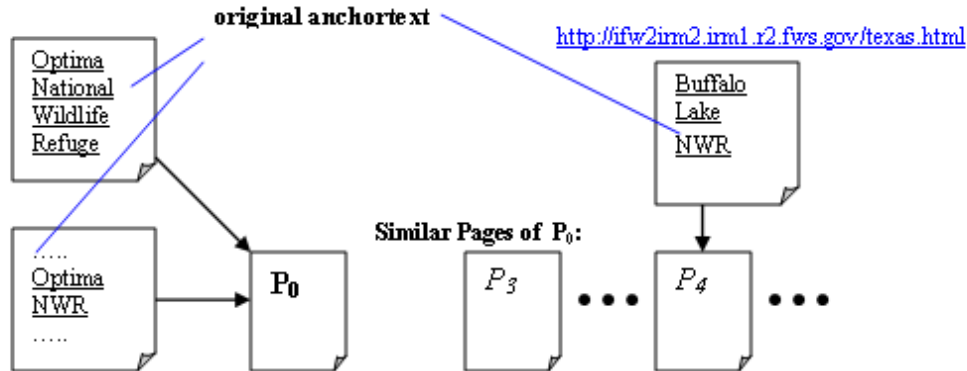 original anchortext
http://ifw2irm2.irm1.r2.fws.gov/texas.html
Optima
National
Wildlife
Refuge
Buffalo
Lake
NWR
.....
Optima
NWR
.....
P0
Similar Pages of P0:
P3
P4